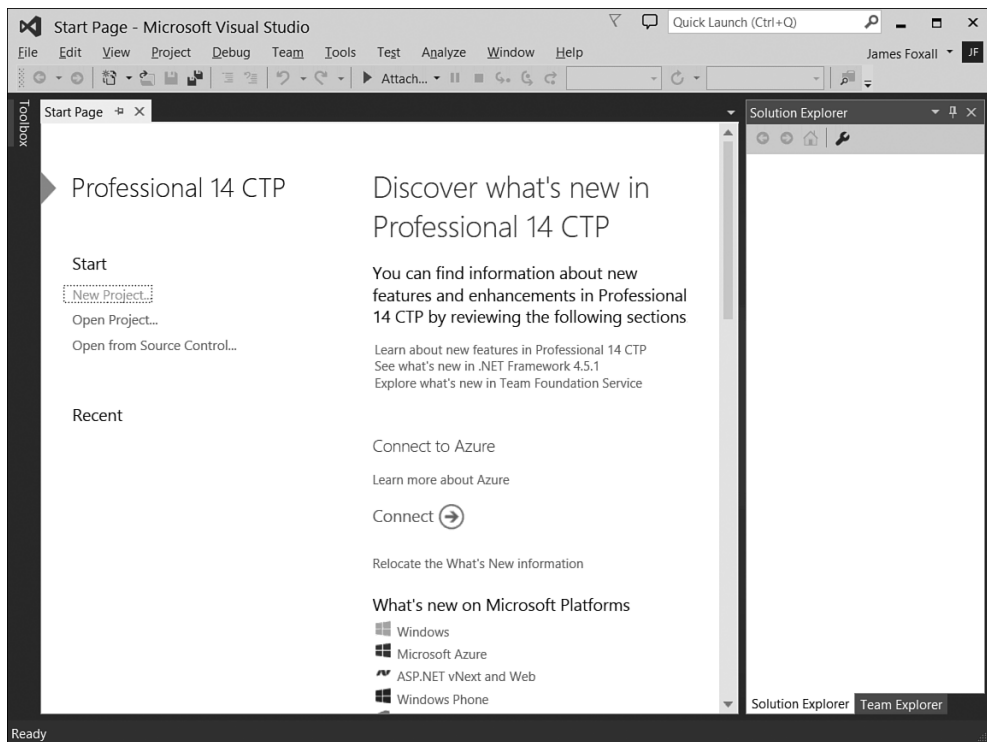 Start Page - Microsoft Visual Studio
Quick Launch (Ctrl+Q)
File Edit View Project Debug Team Tools Test Analyze Window Help
James Foxall JF
Attach...
Toolbox
Start Page
Professional 14 CTP
Start
New Project...
Open Project...
Open from Source Control...
Recent
Discover what's new in
Professional 14 CTP
You can find information about new
features and enhancements in Professional
14 CTP by reviewing the following sections
Learn about new features in Professional 14 CTP
See what's new in .NET Framework 4.5.1
Explore what's new in Team Foundation Service
Connect to Azure
Learn more about Azure
Connect
Relocate the What's New information
What's new on Microsoft Platforms
Windows
Microsoft Azure
ASP.NET vNext and Web
Windows Phone
Solution Explorer
Solution Explorer Team Explorer
Ready